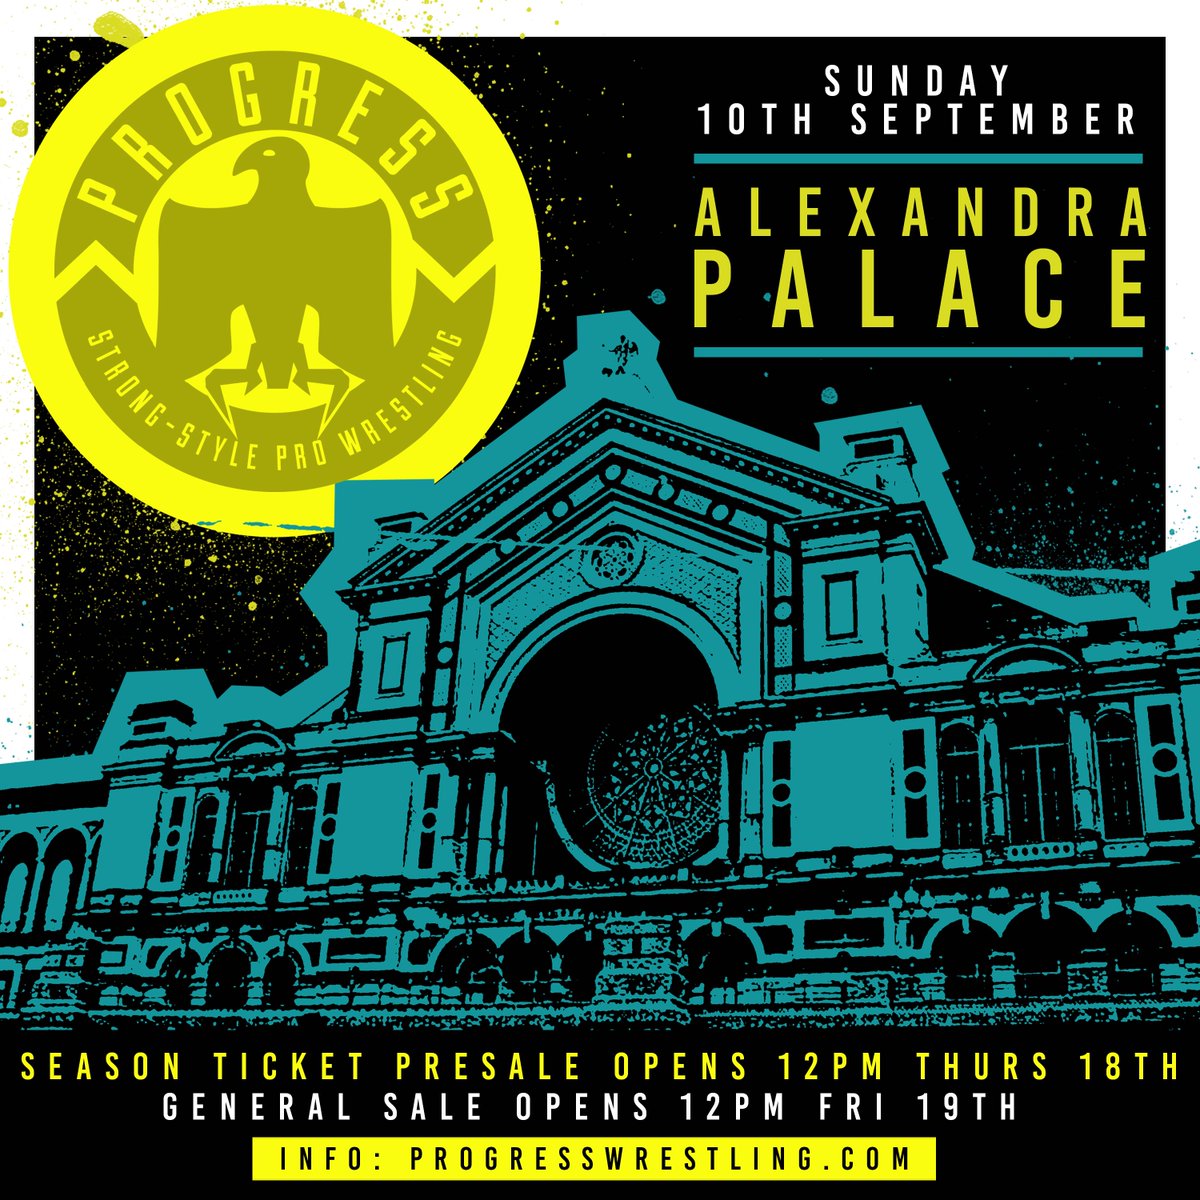 PROGRESS
STRONG-STYLE PRO WRESTLING
SUNDAY
10TH SEPTEMBER
ALEXANDRA
PALACE
SEASON TICKET PRESALE OPENS 12PM THURS 18TH
GENERAL SALE OPENS 12PM FRI 19TH
INFO: PROGRESSWRESTLING.COM